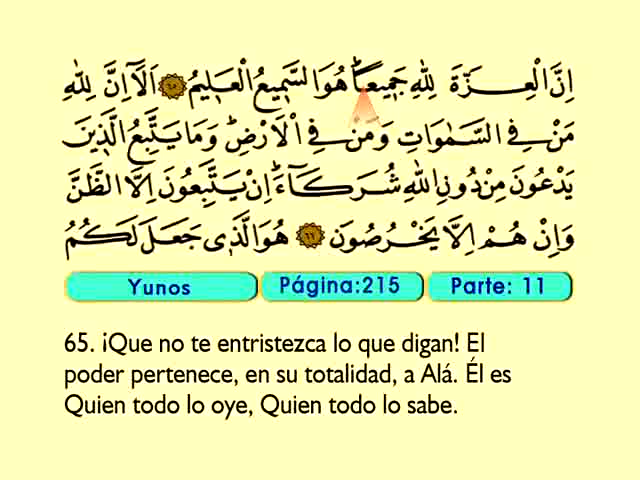 اِنَّ الْعِزَّةَ لِلّٰهِ جَمٖيعًاؕ هُوَ السَّمٖيعُ الْعَلٖيمُ ﴿٦٥﴾ اَلَٓا اِنَّ لِلّٰهِ
مَنْ فِي السَّمٰوَاتِ وَمَنْ فِي الْاَرْضِؕ وَمَا يَتَّبِعُ الَّذٖينَ
يَدْعُونَ مِنْ دُونِ اللّٰهِ شُرَكَٓاءَؕ اِنْ يَتَّبِعُونَ اِلَّا الظَّنَّ
وَاِنْ هُمْ اِلَّا يَخْرُصُونَ ﴿٦٦﴾ هُوَ الَّذٖي جَعَلَ لَكُمُ
Yunos Página:215 Parte: 11
65. ¡Que no te entristezca lo que digan! El
poder pertenece, en su totalidad, a Alá. Él es
Quien todo lo oye, Quien todo lo sabe.